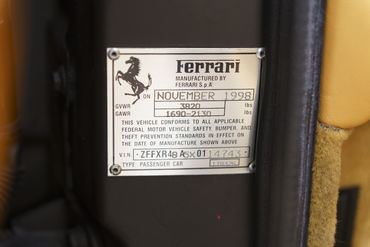 Ferrari
MANUFACTURED BY
FERRARI S.p.A
ON NOVEMBER 1998
GVWR 3820 lbs
GAWR 1690-2130 lbs
THIS VEHICLE CONFORMS TO ALL APPLICABLE
FEDERAL MOTOR VEHICLE SAFETY, BUMPER, AND
THEFT PREVENTION STANDARDS IN EFFECT ON
THE DATE OF MANUFACTURE SHOWN ABOVE
V.I.N.
TYPE PASSENGER CAR